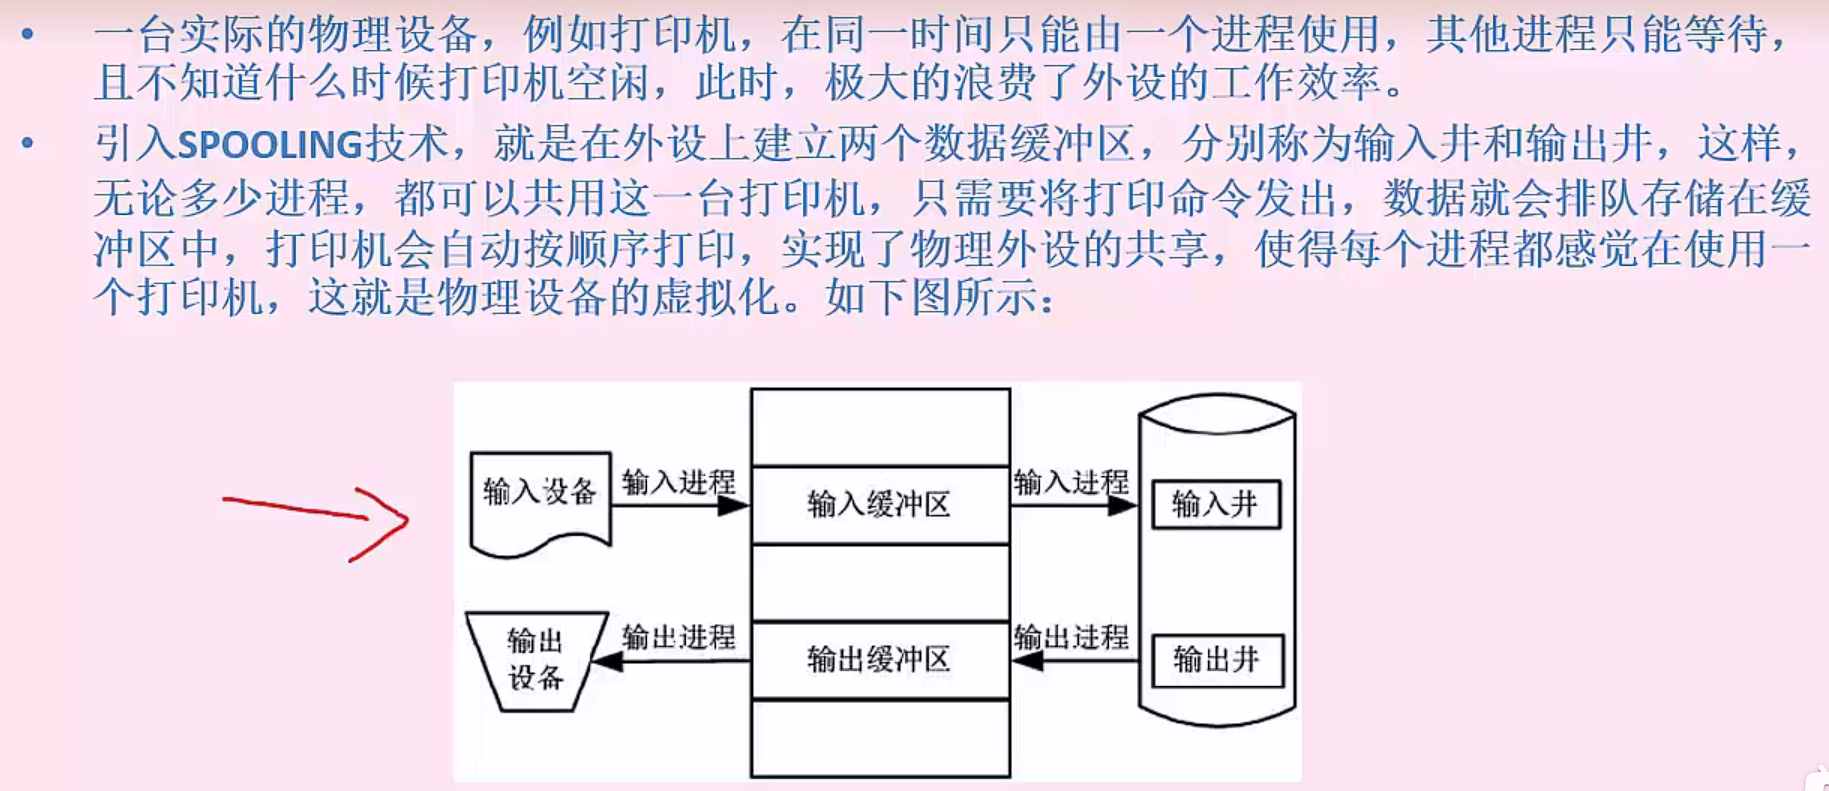 • 一台实际的物理设备，例如打印机，在同一时间只能由一个进程使用，其他进程只能等待，
且不知道什么时候打印机空闲，此时，极大的浪费了外设的工作效率。
• 引入SPOOLING技术，就是在外设上建立两个数据缓冲区，分别称为输入井和输出井，这样，
无论多少进程，都可以共用这一台打印机，只需要将打印命令发出，数据就会排队存储在缓
冲区中，打印机会自动按顺序打印，实现了物理外设的共享，使得每个进程都感觉在使用一
个打印机，这就是物理设备的虚拟化。如下图所示：
输入设备
输入进程
输入缓冲区
输入进程
输入井
输出
设备
输出进程
输出缓冲区
输出进程
输出井